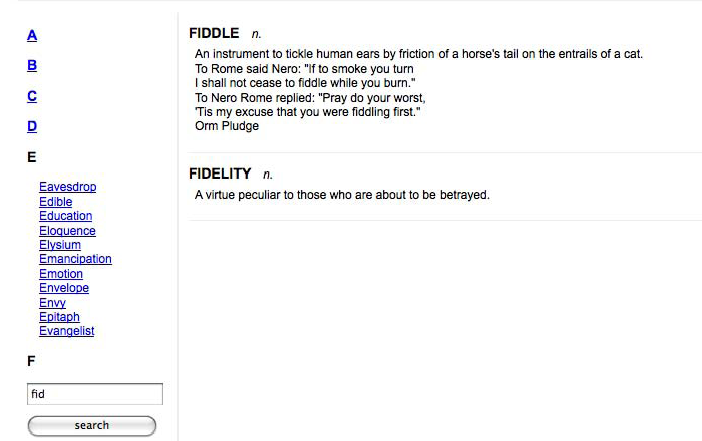 A
B
C
D
E
Eavesdrop
Edible
Education
Eloquence
Elysium
Emancipation
Emotion
Envelope
Envy
Epitaph
Evangelist
F
fid
search
FIDDLE n.
An instrument to tickle human ears by friction of a horse's tail on the entrails of a cat.
To Rome said Nero: "If to smoke you turn
I shall not cease to fiddle while you burn."
To Nero Rome replied: "Pray do your worst,
'Tis my excuse that you were fiddling first."
Orm Pludge
FIDELITY n.
A virtue peculiar to those who are about to be betrayed.